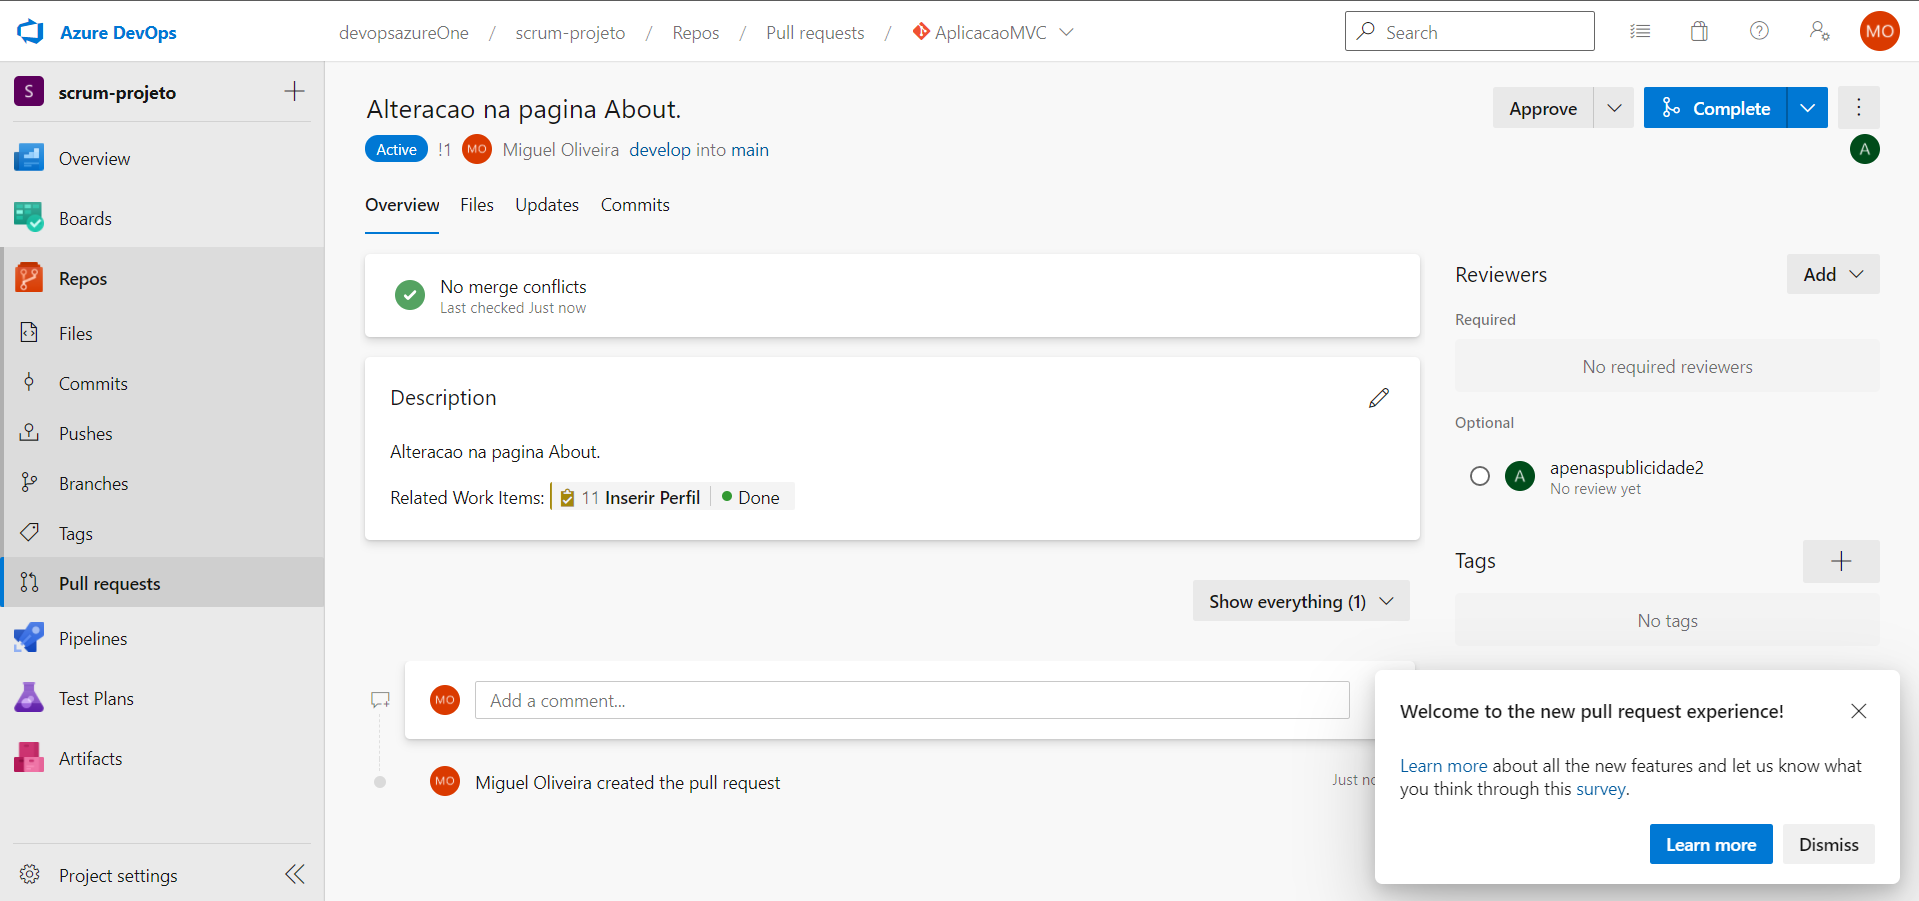 Azure DevOps
devopsazureOne / scrum-projeto / Repos / Pull requests / AplicacaoMVC
Search
MO
S scrum-projeto
Overview
Boards
Repos
Files
Commits
Pushes
Branches
Tags
Pull requests
Pipelines
Test Plans
Artifacts
Project settings
Alteracao na pagina About.
Approve
Complete
Active !1 MO Miguel Oliveira develop into main
A
Overview Files Updates Commits
No merge conflicts
Last checked Just now
Description
Alteracao na pagina About.
Related Work Items: 11 Inserir Perfil Done
Show everything (1)
MO Add a comment...
MO Miguel Oliveira created the pull request
Just no
Reviewers
Add
Required
No required reviewers
Optional
A apenaspublicidade2
No review yet
Tags
No tags
Welcome to the new pull request experience!
Learn more about all the new features and let us know what
you think through this survey.
Learn more
Dismiss